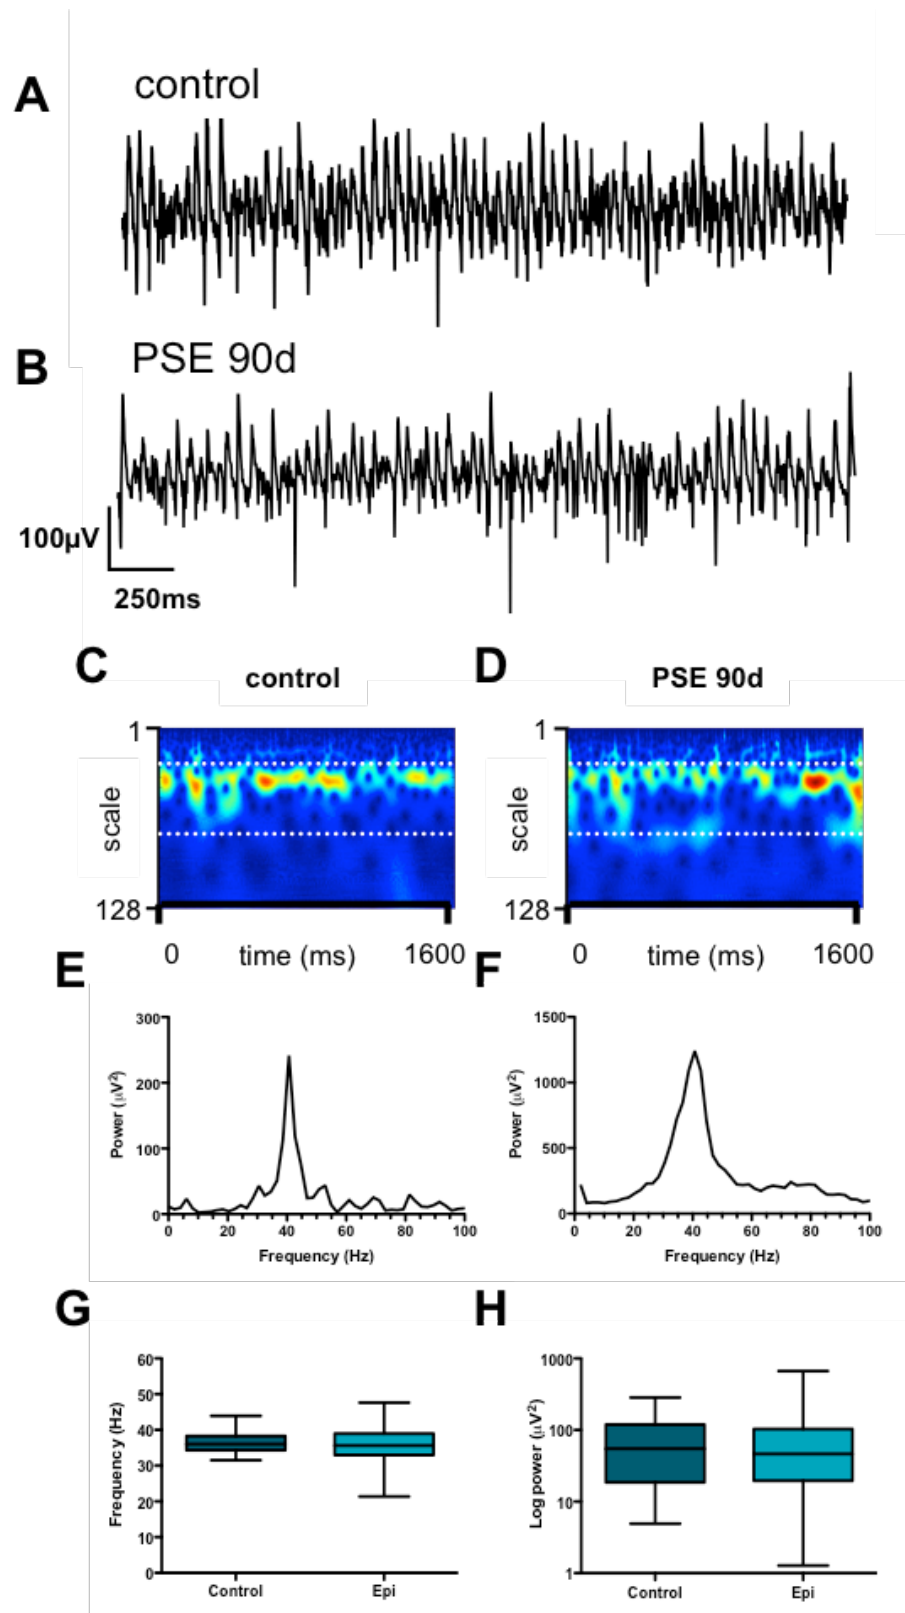 A
control
B
PSE 90d
100µV
250ms
C
control
D
PSE 90d
1
scale
128
0
time (ms)
1600
1
scale
128
0
time (ms)
1600
E
300
200
100
0
Power (µV²)
0 20 40 60 80 100
Frequency (Hz)
F
1500
1000
500
0
Power (µV²)
0 20 40 60 80 100
Frequency (Hz)
G
60
50
40
30
20
10
0
Frequency (Hz)
Control Epi
H
1000
100
10
1
Log power (µV²)
Control Epi